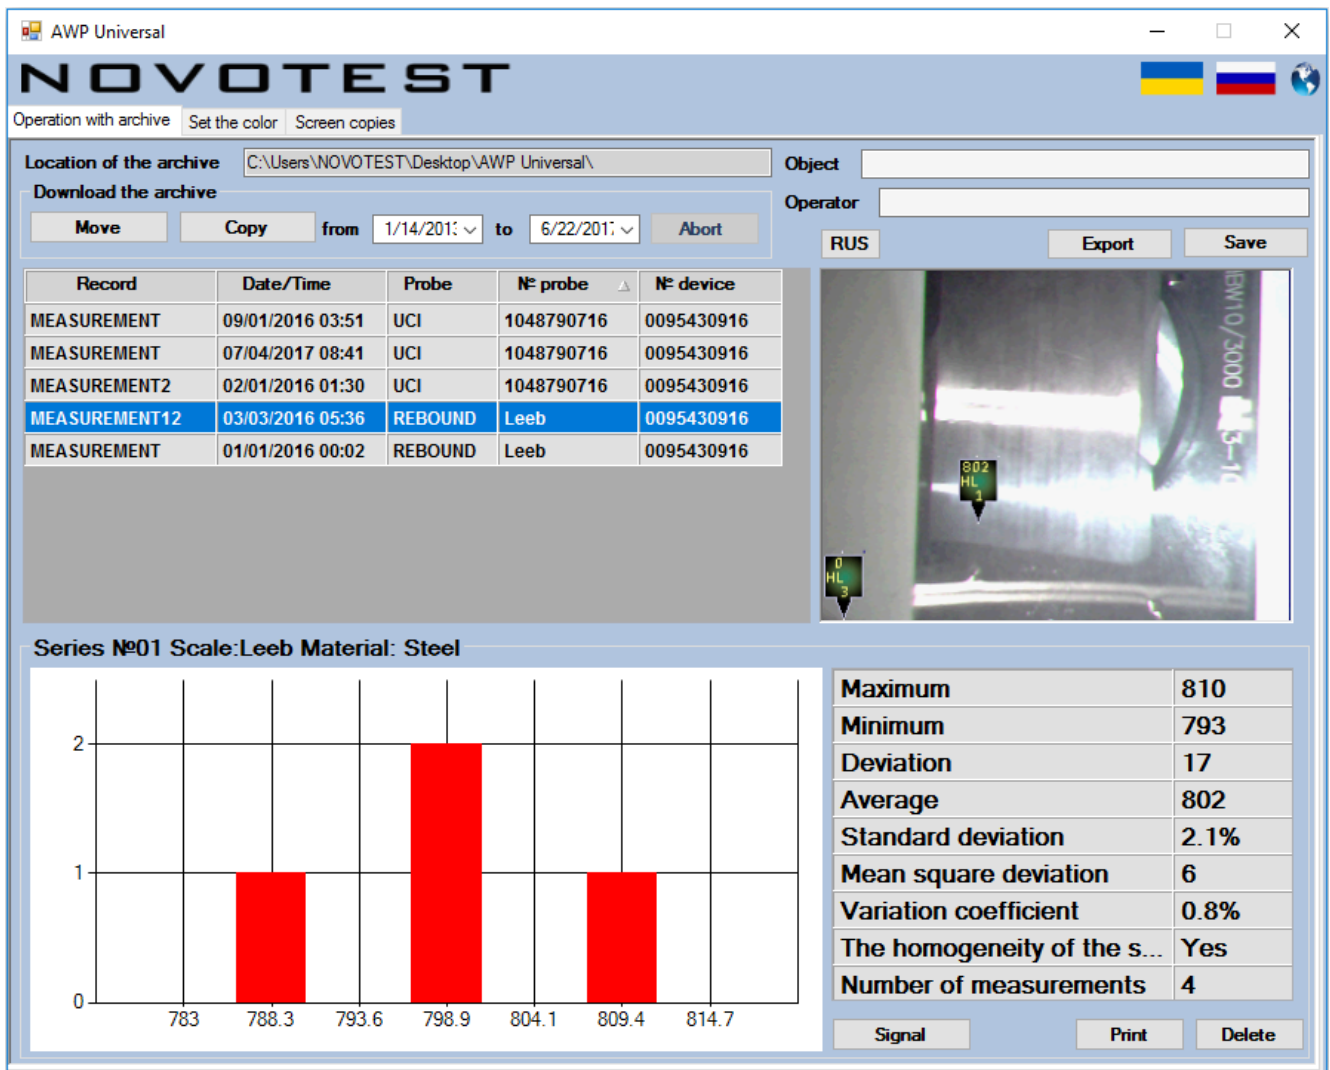 AWP Universal
NOVOTEST
Operation with archive Set the color Screen copies
Location of the archive C:\Users\NOVOTEST\Desktop\AWP Universal\ Object
Download the archive
Operator
Move Copy from 1/14/2013 to 6/22/2017 Abort
RUS Export Save
Record Date/Time Probe № probe № device
MEASUREMENT 09/01/2016 03:51 UCI 1048790716 0095430916
MEASUREMENT 07/04/2017 08:41 UCI 1048790716 0095430916
MEASUREMENT2 02/01/2016 01:30 UCI 1048790716 0095430916
MEASUREMENT12 03/03/2016 05:36 REBOUND Leeb 0095430916
MEASUREMENT 01/01/2016 00:02 REBOUND Leeb 0095430916
802
HL
1
0
HL
3
Series №01 Scale:Leeb Material: Steel
Maximum 810
Minimum 793
Deviation 17
Average 802
Standard deviation 2.1%
Mean square deviation 6
Variation coefficient 0.8%
The homogeneity of the s... Yes
Number of measurements 4
2
1
0
783 788.3 793.6 798.9 804.1 809.4 814.7
Signal Print Delete